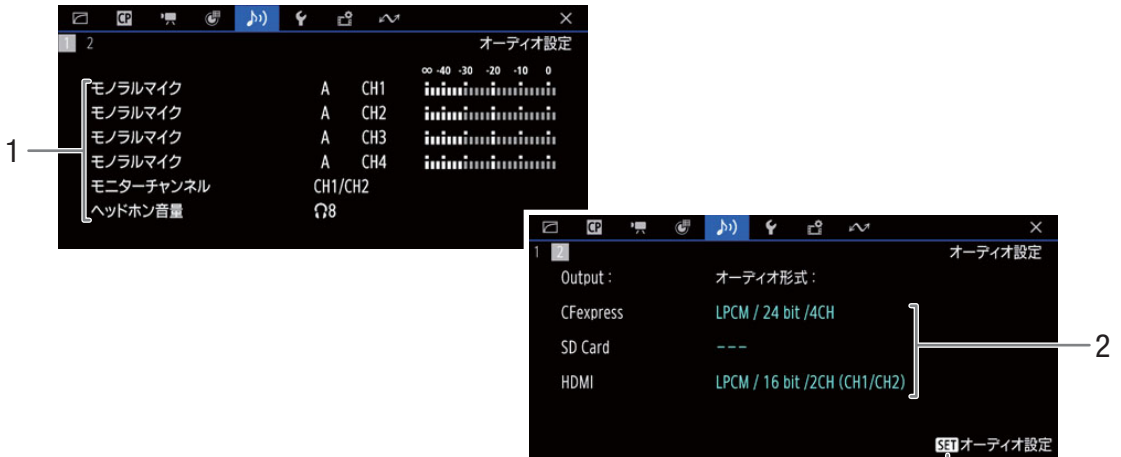 CP
1 2 オーディオ設定
∞ -40 -30 -20 -10 0
モノラルマイク A CH1
モノラルマイク A CH2
モノラルマイク A CH3
モノラルマイク A CH4
モニターチャンネル CH1/CH2
ヘッドホン音量 8
1
CP
1 2 オーディオ設定
Output : オーディオ形式 :
CFexpress LPCM / 24 bit /4CH
SD Card ---
HDMI LPCM / 16 bit /2CH (CH1/CH2)
2
SET オーディオ設定